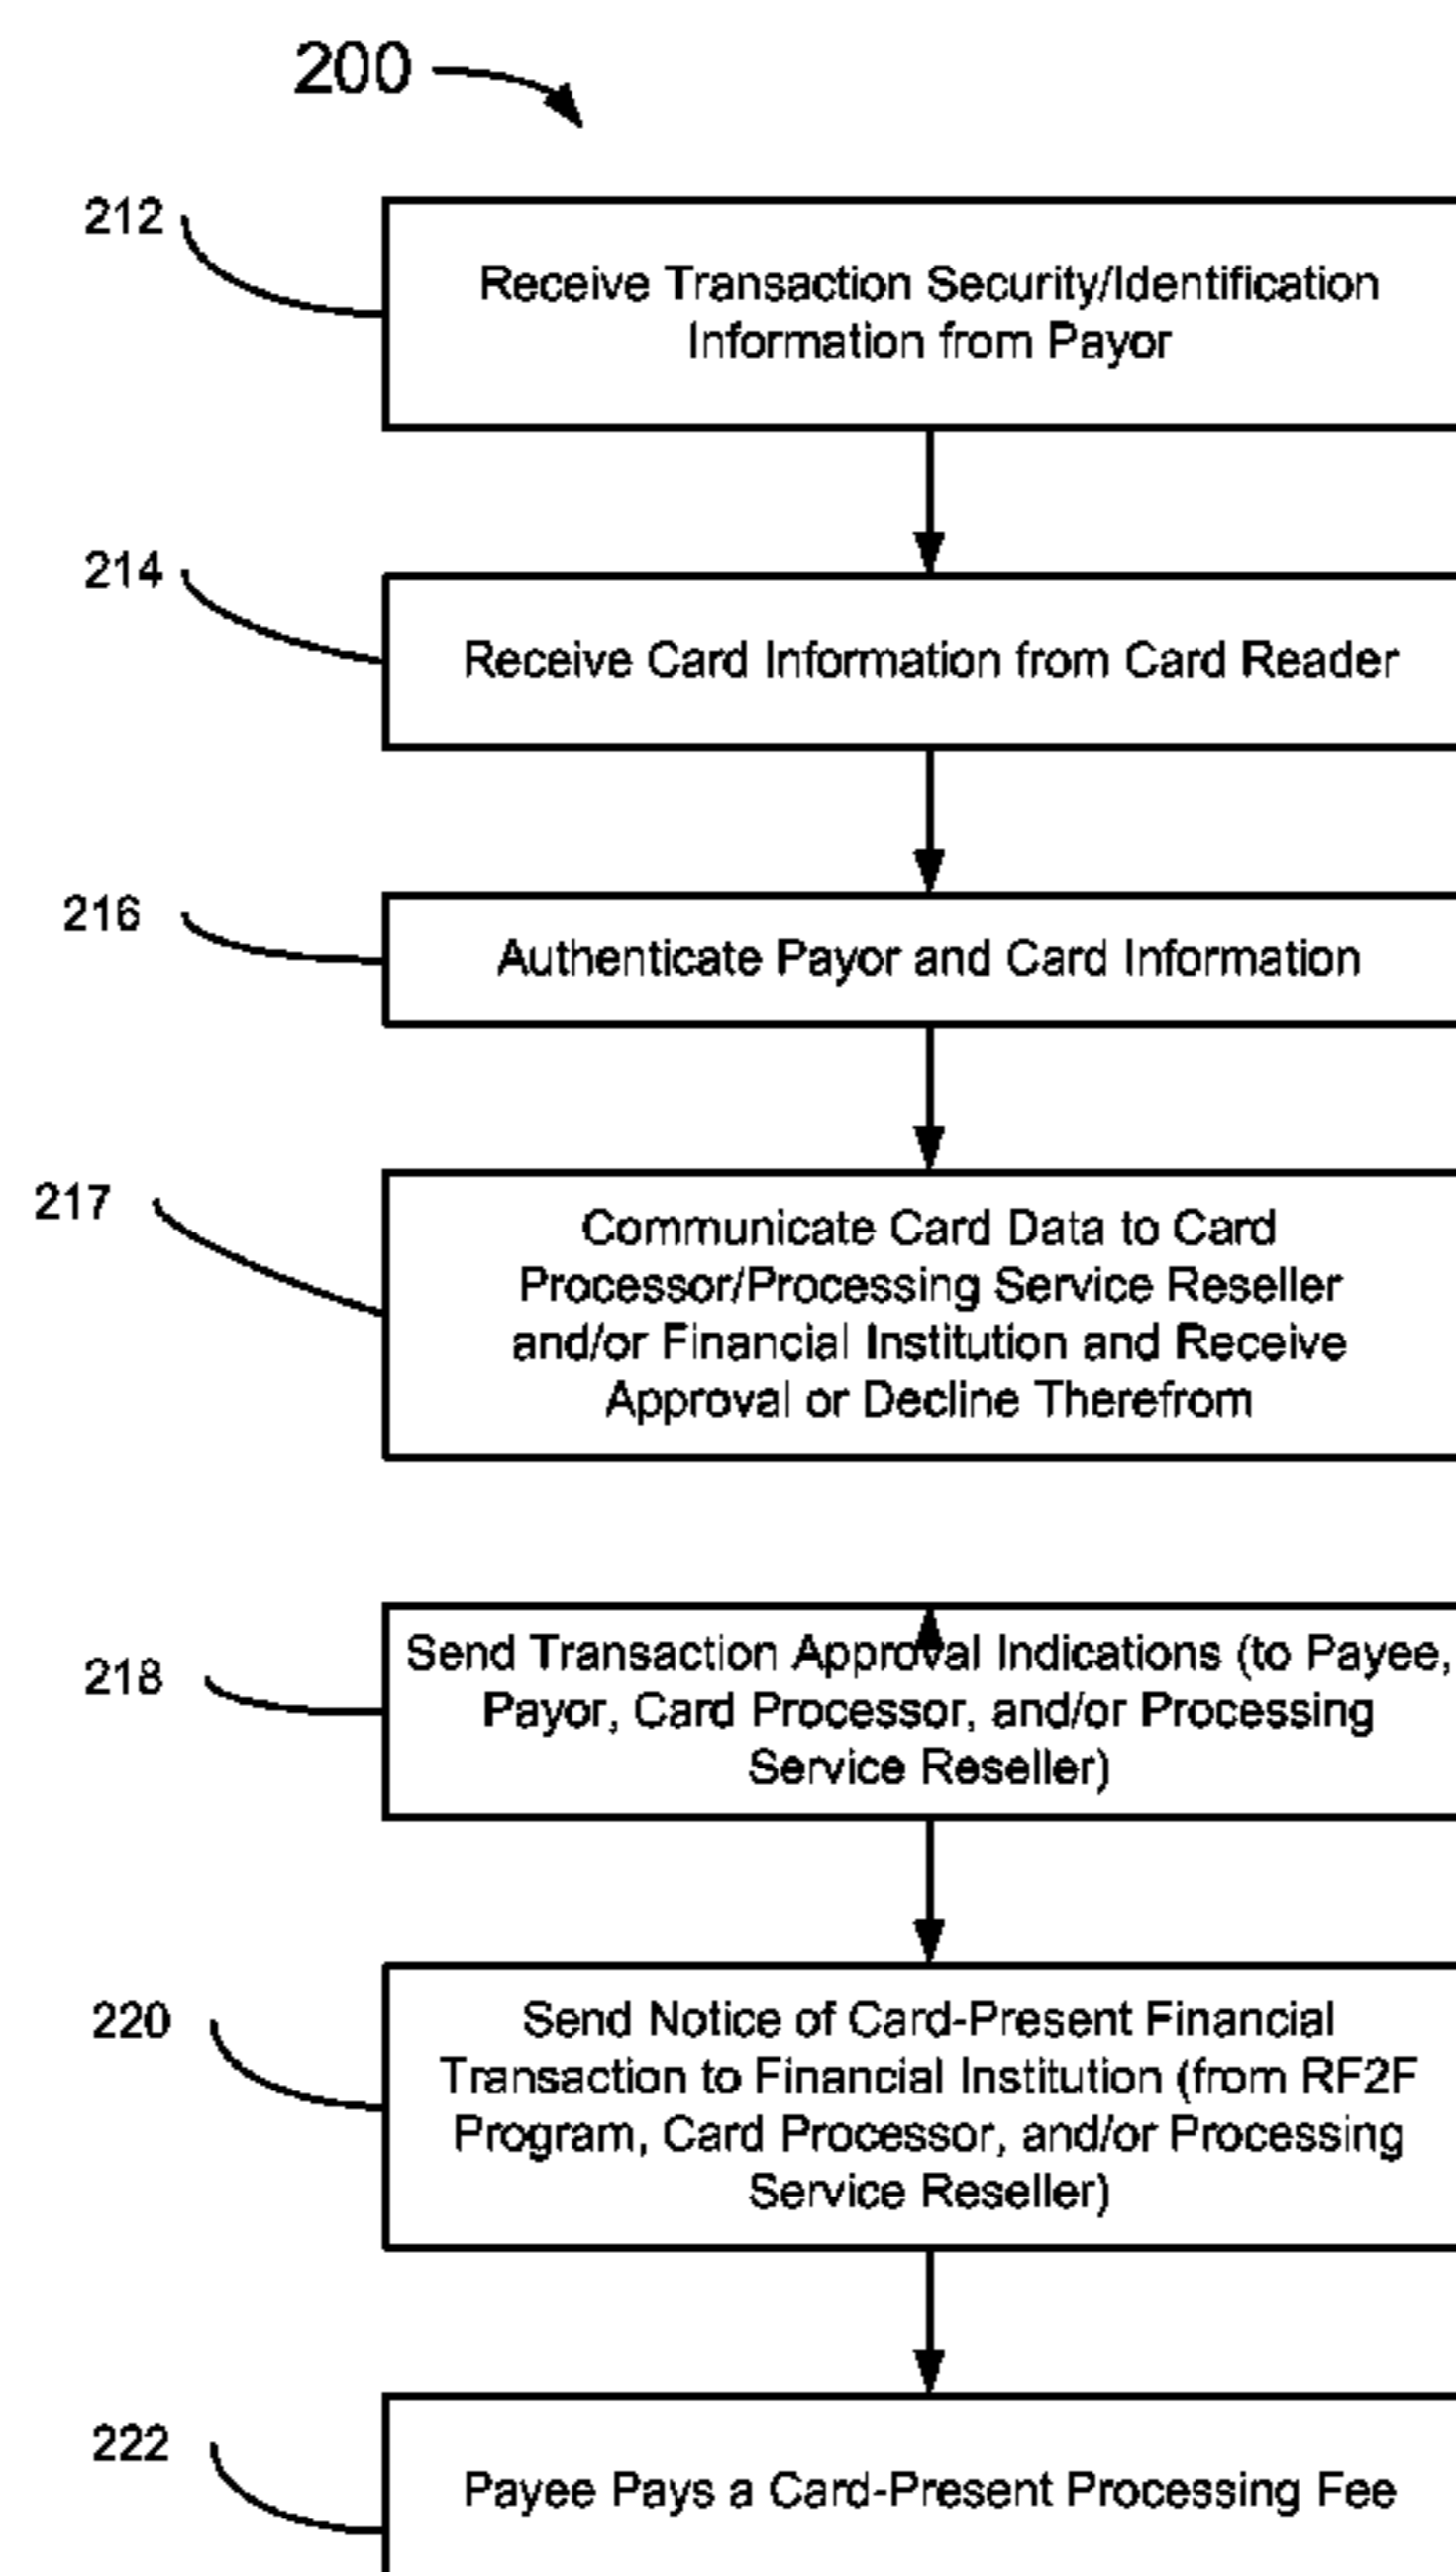 200
212
Receive Transaction Security/Identification
Information from Payor
214
Receive Card Information from Card Reader
216
Authenticate Payor and Card Information
217
Communicate Card Data to Card
Processor/Processing Service Reseller
and/or Financial Institution and Receive
Approval or Decline Therefrom
218
Send Transaction Approval Indications (to Payee,
Payor, Card Processor, and/or Processing
Service Reseller)
220
Send Notice of Card-Present Financial
Transaction to Financial Institution (from RF2F
Program, Card Processor, and/or Processing
Service Reseller)
222
Payee Pays a Card-Present Processing Fee